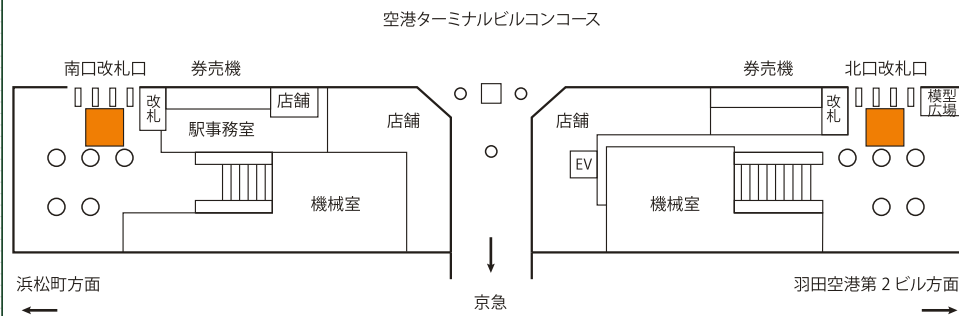 空港ターミナルビルコンコース
南口改札口
券売機
券売機
北口改札口
改札
店舗
駅事務室
店舗
店舗
改札
模型
広場
EV
機械室
機械室
浜松町方面
京急
羽田空港第2ビル方面